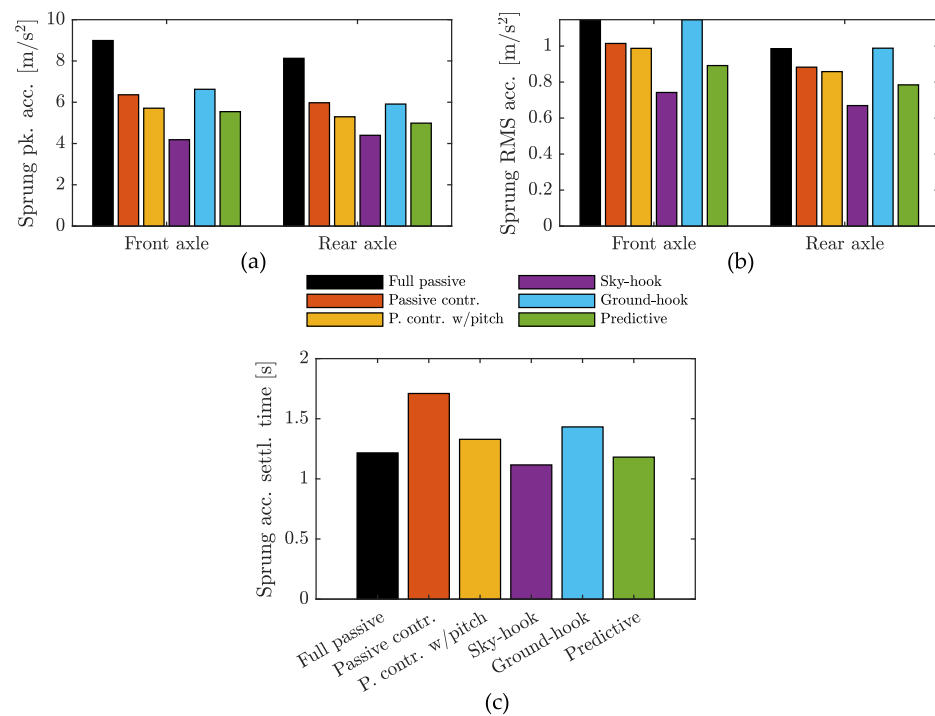 Sprung pk. acc. [m/s²]
10
8
6
4
2
0
Front axle
Rear axle
(a)
Sprung RMS acc. [m/s²]
1
0.8
0.6
0.4
0.2
0
Front axle
Rear axle
(b)
Full passive
Passive contr.
P. contr. w/pitch
Sky-hook
Ground-hook
Predictive
Sprung acc. settl. time [s]
2
1.5
1
0.5
0
Full passive
Passive contr.
P. contr. w/pitch
Sky-hook
Ground-hook
Predictive
(c)